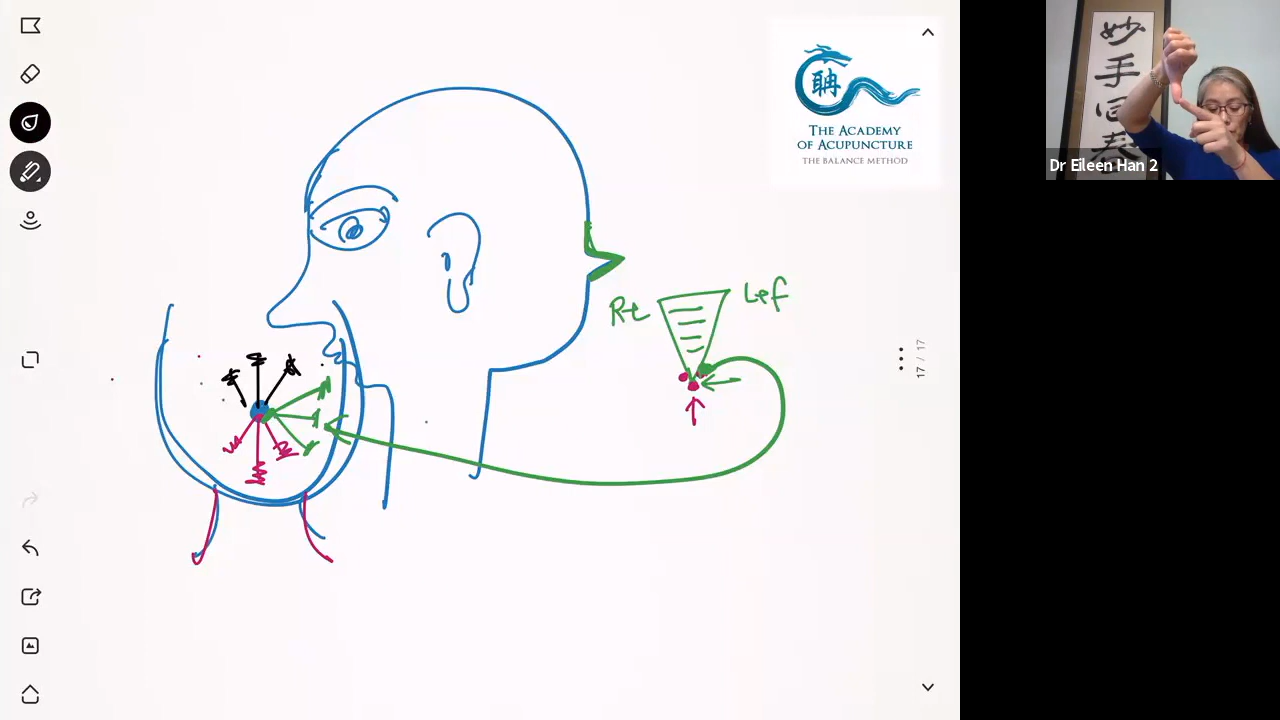 聃
THE ACADEMY
OF ACUPUNCTURE
THE BALANCE METHOD
妙手回春
Dr Eileen Han 2
Rt
Lef
17 / 17